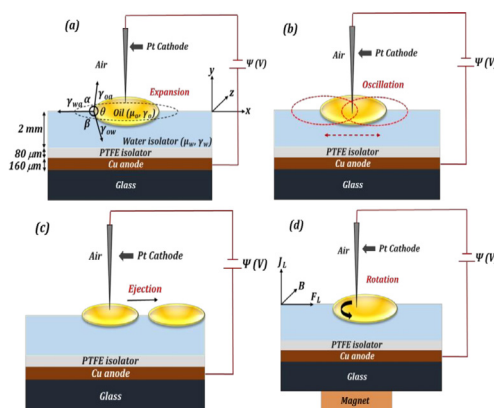 (a)
Air
Pt Cathode
Ψ (V)
Expansion
y
z
x
γwa
α
γoa
θ
Oil (μo, γo)
β
γow
2 mm
Water isolator (μw, γw)
80 μm
PTFE isolator
160 μm
Cu anode
Glass
(b)
Air
Pt Cathode
Ψ (V)
Oscillation
PTFE isolator
Cu anode
Glass
(c)
Air
Pt Cathode
Ψ (V)
Ejection
PTFE isolator
Cu anode
Glass
(d)
Air
Pt Cathode
Ψ (V
JL
B
FL
Rotation
PTFE isolator
Cu anode
Glass
Magnet